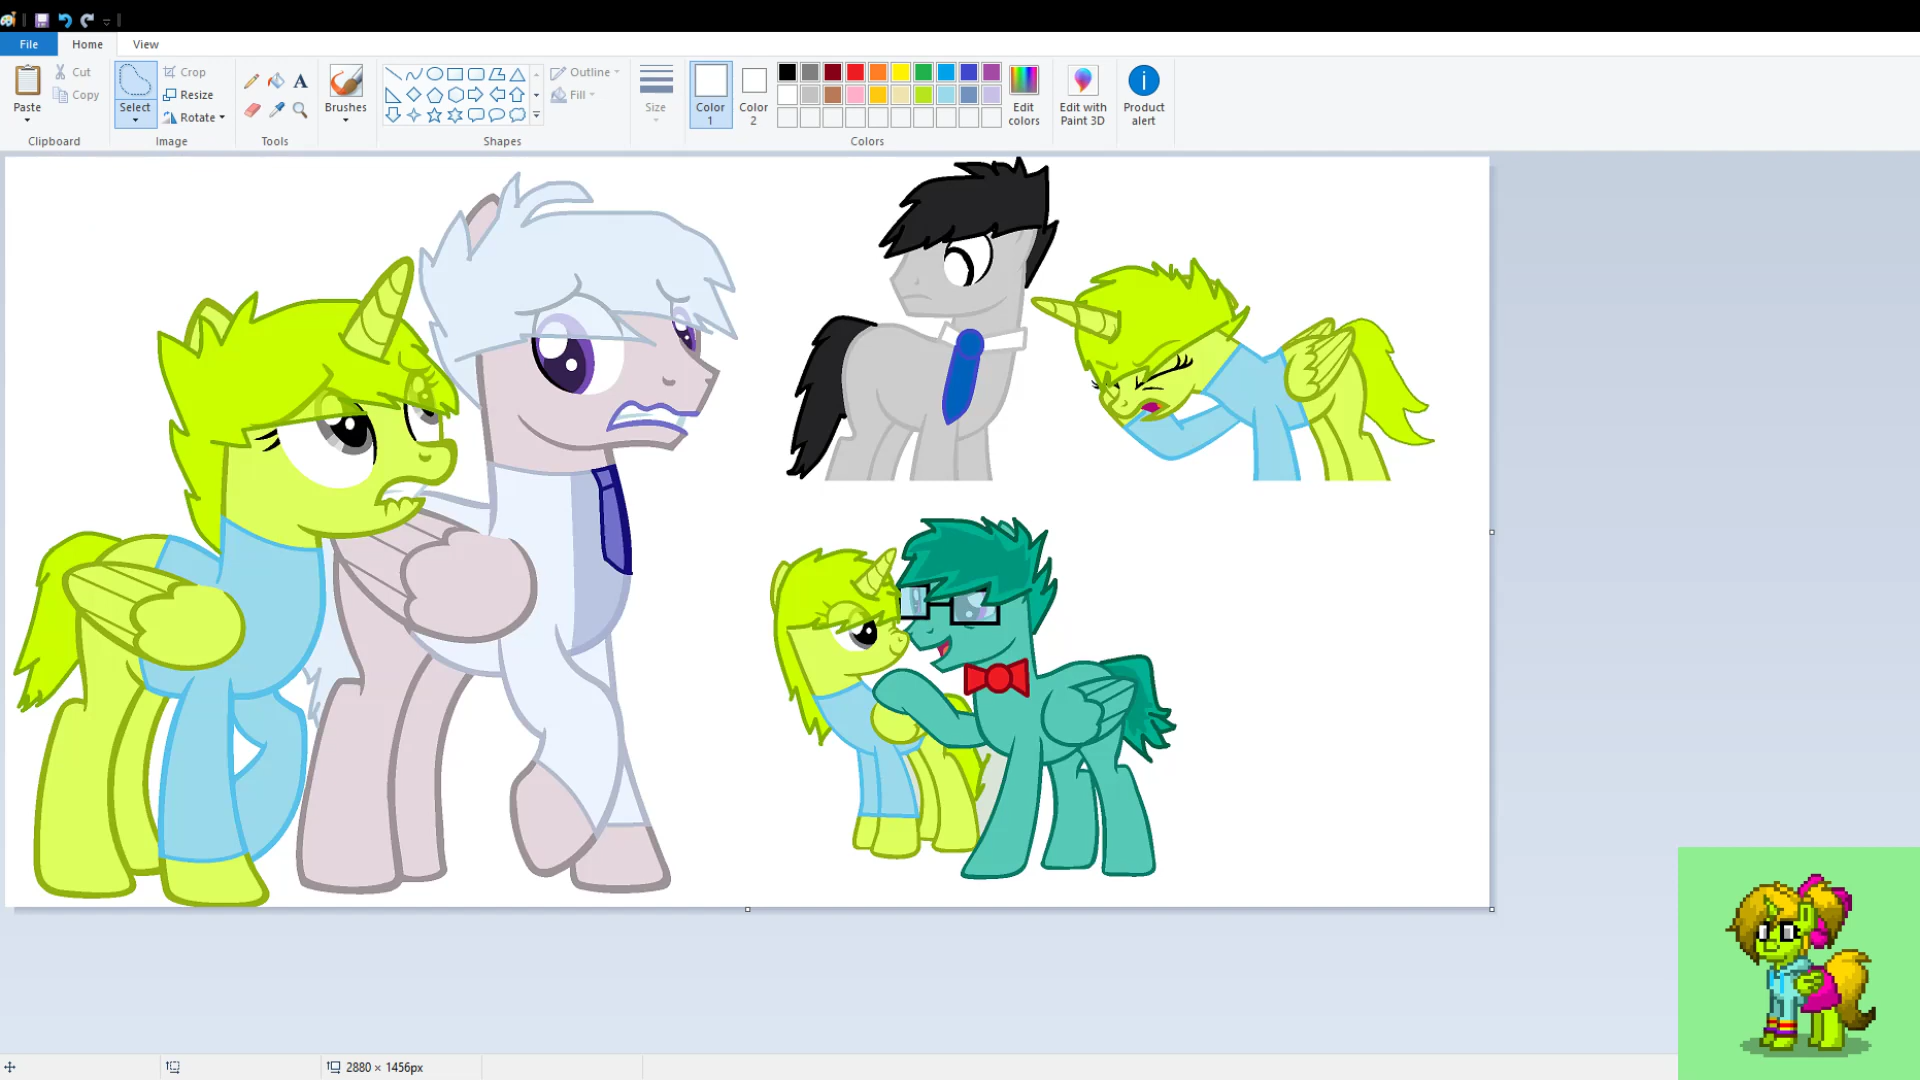 File Home View
Paste
Cut
Copy
Clipboard
Select
Crop
Resize
Rotate
Image
A
Tools
Brushes
Outline
Fill
Shapes
Size
Color 1
Color 2
Edit colors
Colors
Edit with Paint 3D
Product alert
2880 × 1456px